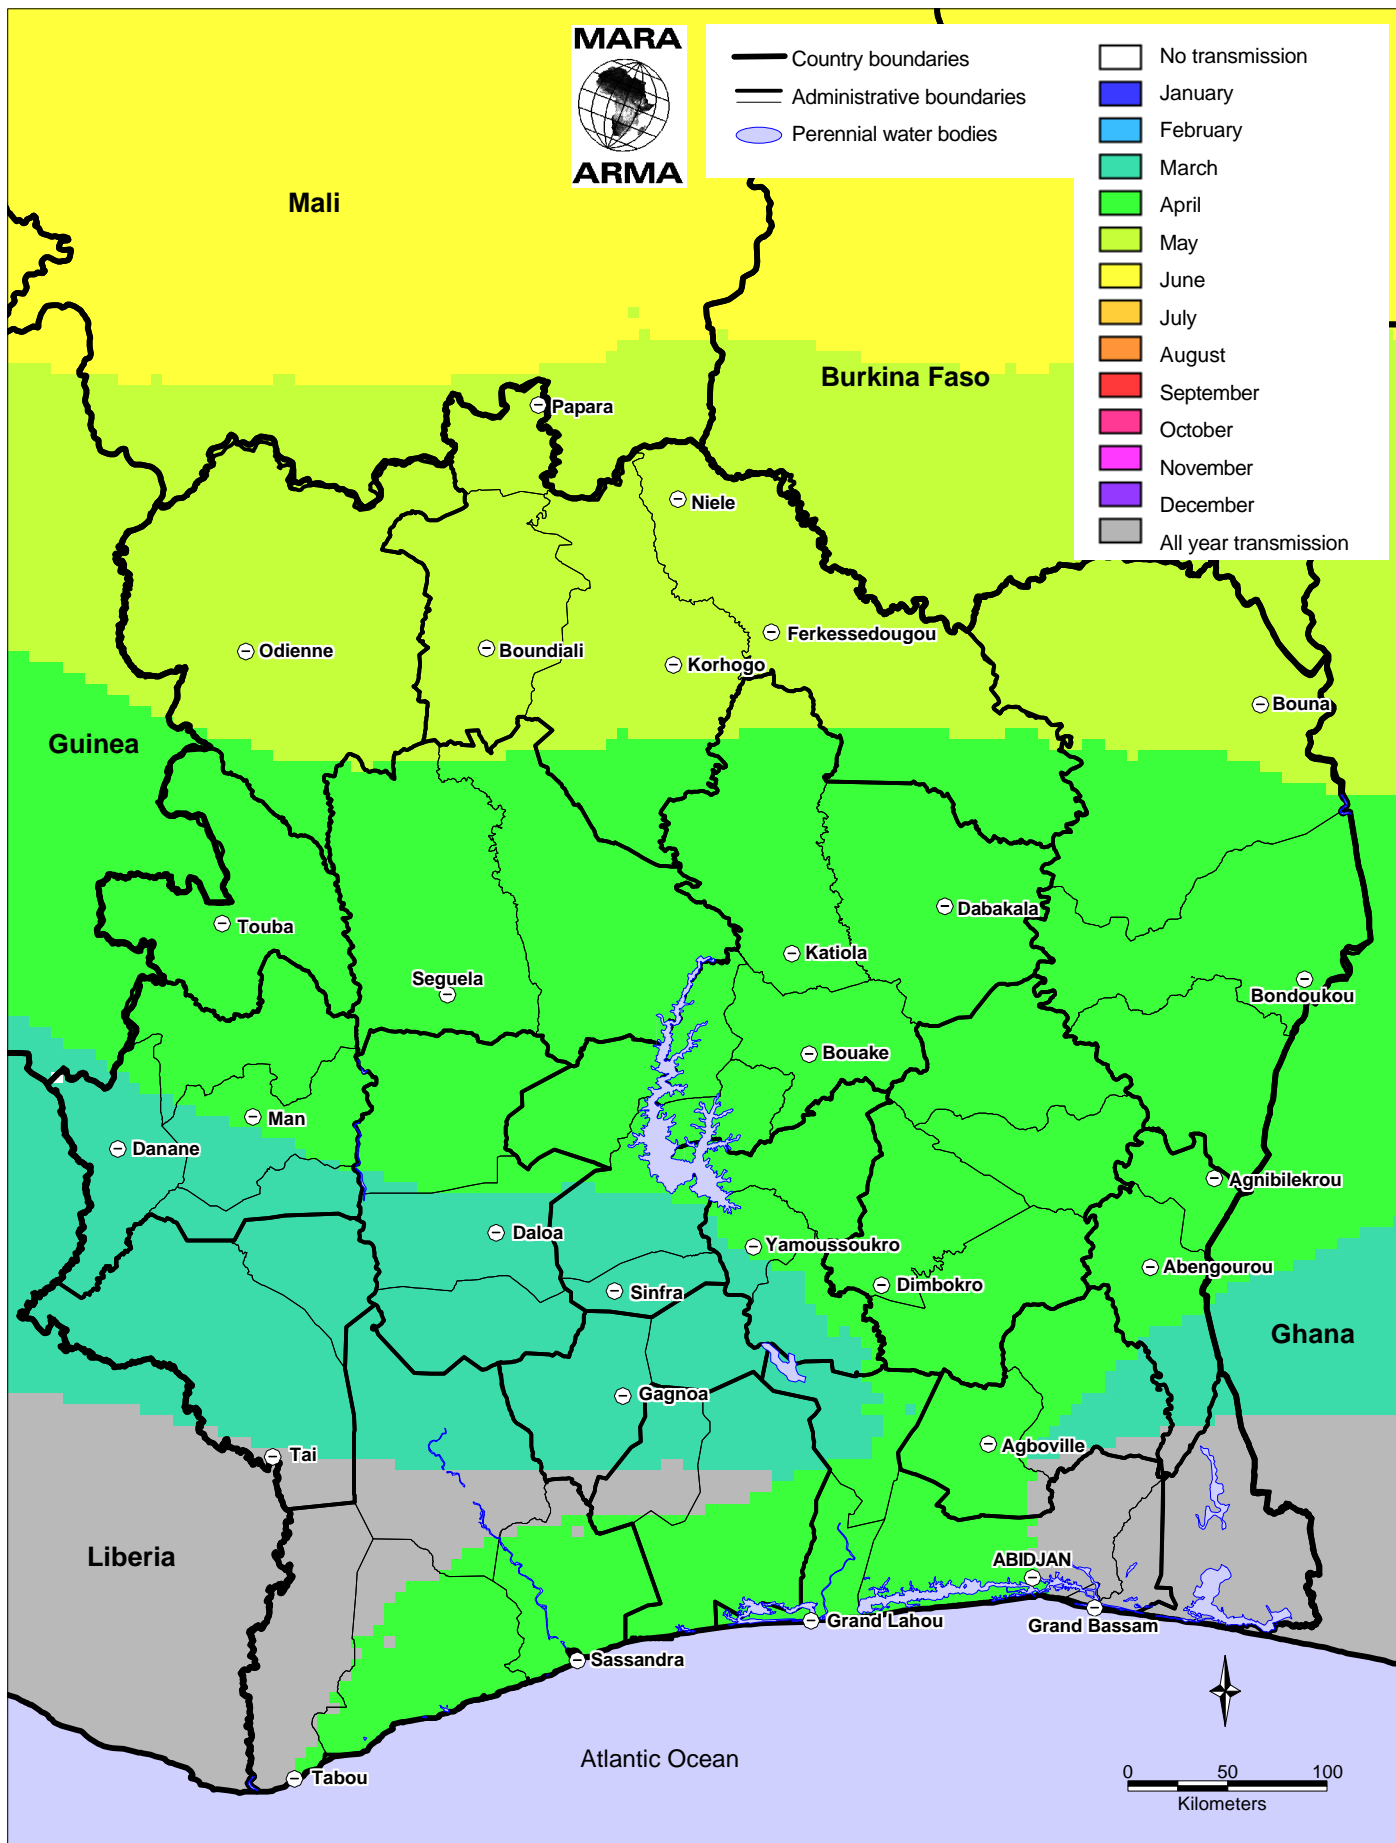 MARA
ARMA
Country boundaries
Administrative boundaries
Perennial water bodies
No transmission
January
February
March
April
May
June
July
August
September
October
November
December
All year transmission
Mali
Burkina Faso
Papara
Niele
Ferkessedougou
Odienne
Boundiali
Korhogo
Bouna
Guinea
Touba
Dabakala
Katiola
Seguela
Bondoukou
Bouake
Man
Danane
Agnibilekrou
Daloa
Yamoussoukro
Abengourou
Sinfra
Dimbokro
Ghana
Gagnoa
Tai
Agboville
Liberia
ABIDJAN
Grand Lahou
Grand Bassam
Sassandra
Atlantic Ocean
Tabou
0 50 100
Kilometers